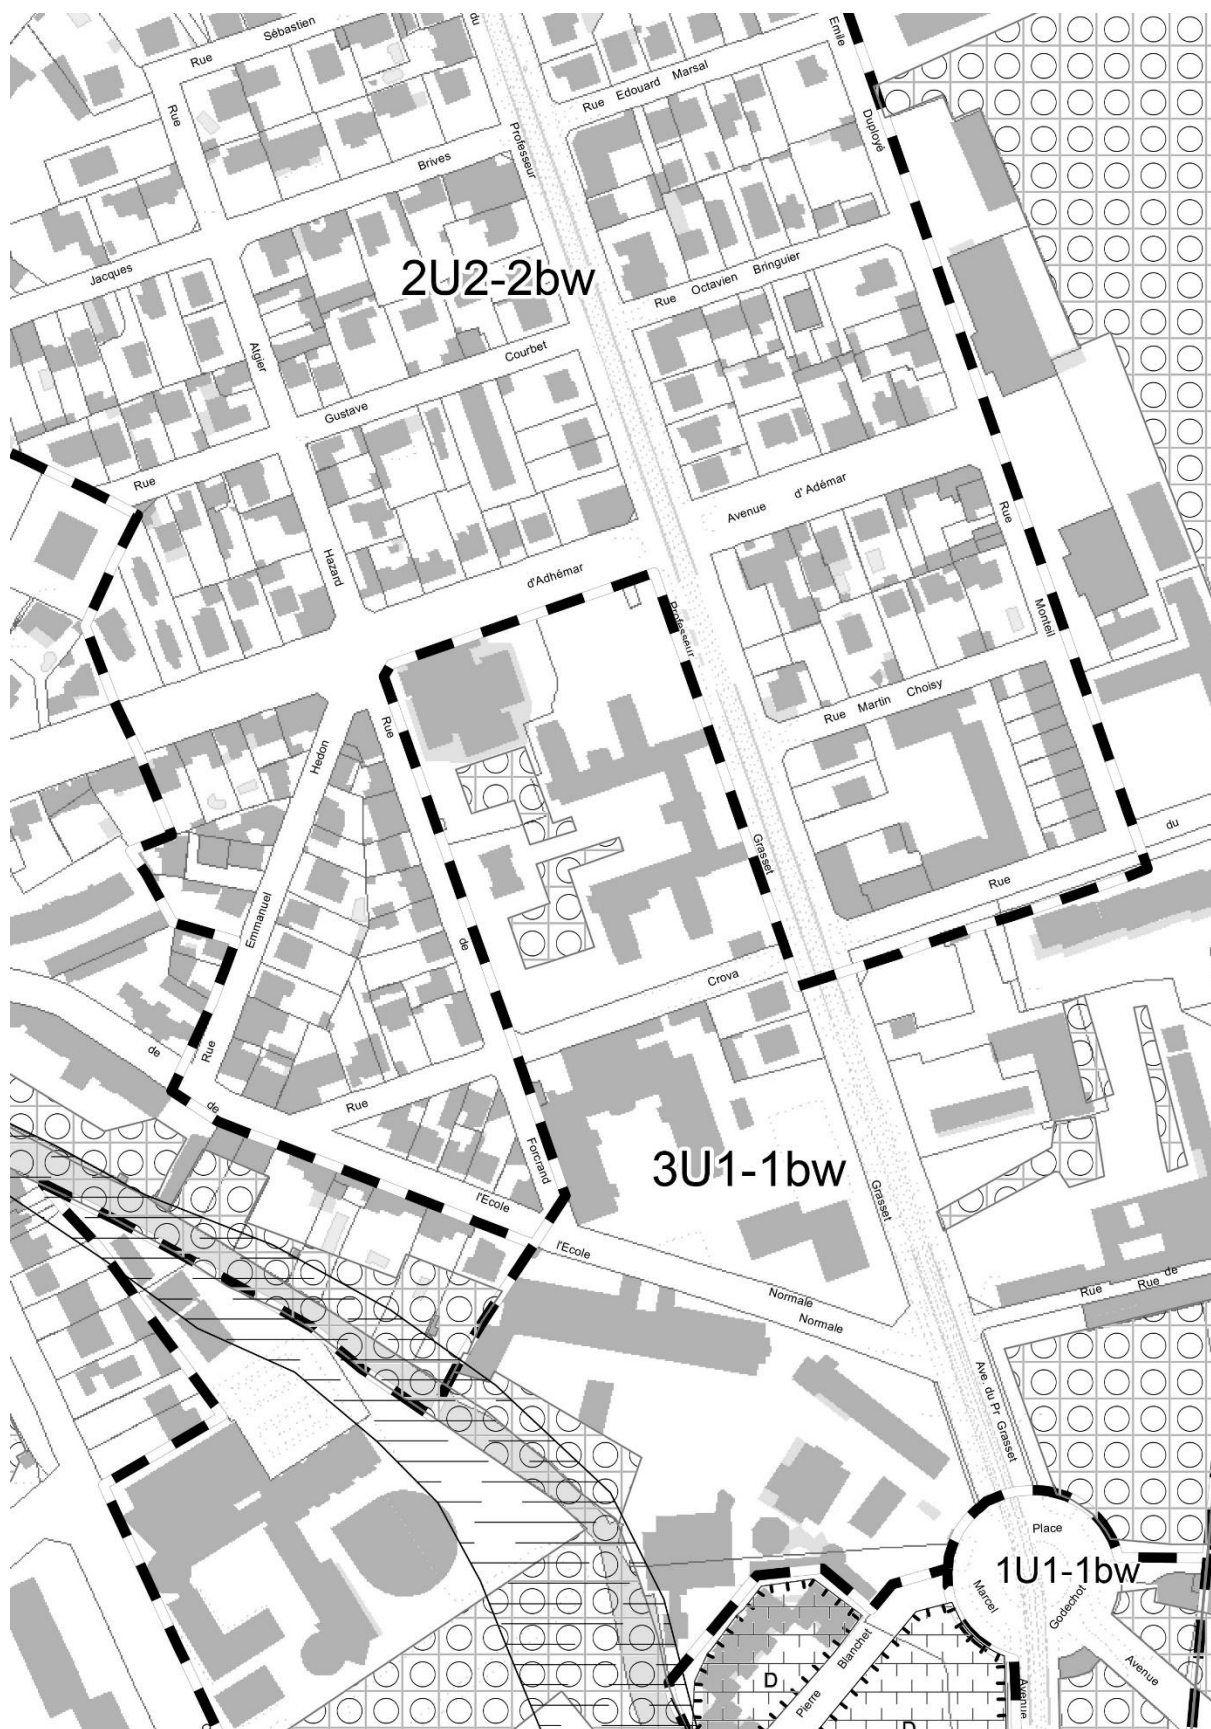 Rue Sébastien
du
Emile
Rue Edouard Marsal
Rue
Professeur
Duployé
Brives
Jacques
2U2-2bw
Rue Octavien Bringuier
Atgier
Courbet
Gustave
Rue
Avenue d' Adémar
Rue
Hazard
d'Adhémar
Professeur
Monteil
Rue Martin Choisy
Rue
Hedon
Grasset
du
Rue
Emmanuel
de
Crova
de
Rue
de
Rue
Forcrand
3U1-1bw
l'Ecole
Grasset
l'Ecole
Normale
Normale
Rue Rue de
Ave. du Pr Grasset
Place
1U1-1bw
Marcel
Godechot
Blanchet
Avenue
D
Pierre
Avenue
D